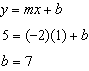 y = mx + b
5 = (−2)(1) + b
b = 7